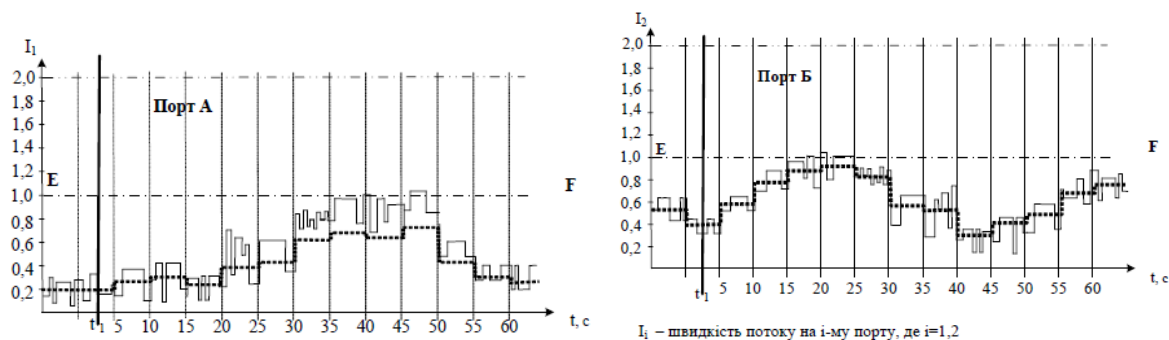 I₁
2,0
1,8
1,6
1,4
1,2
1,0
0,8
0,6
0,4
0,2
Порт А
E
F
t₁ 5 10 15 20 25 30 35 40 45 50 55 60
t, c
I₂
2,0
1,8
1,6
1,4
1,2
1,0
0,8
0,6
0,4
0,2
Порт Б
E
F
t₁ 5 10 15 20 25 30 35 40 45 50 55 60
t, c
I_i – швидкість потоку на і-му порту, де i=1,2